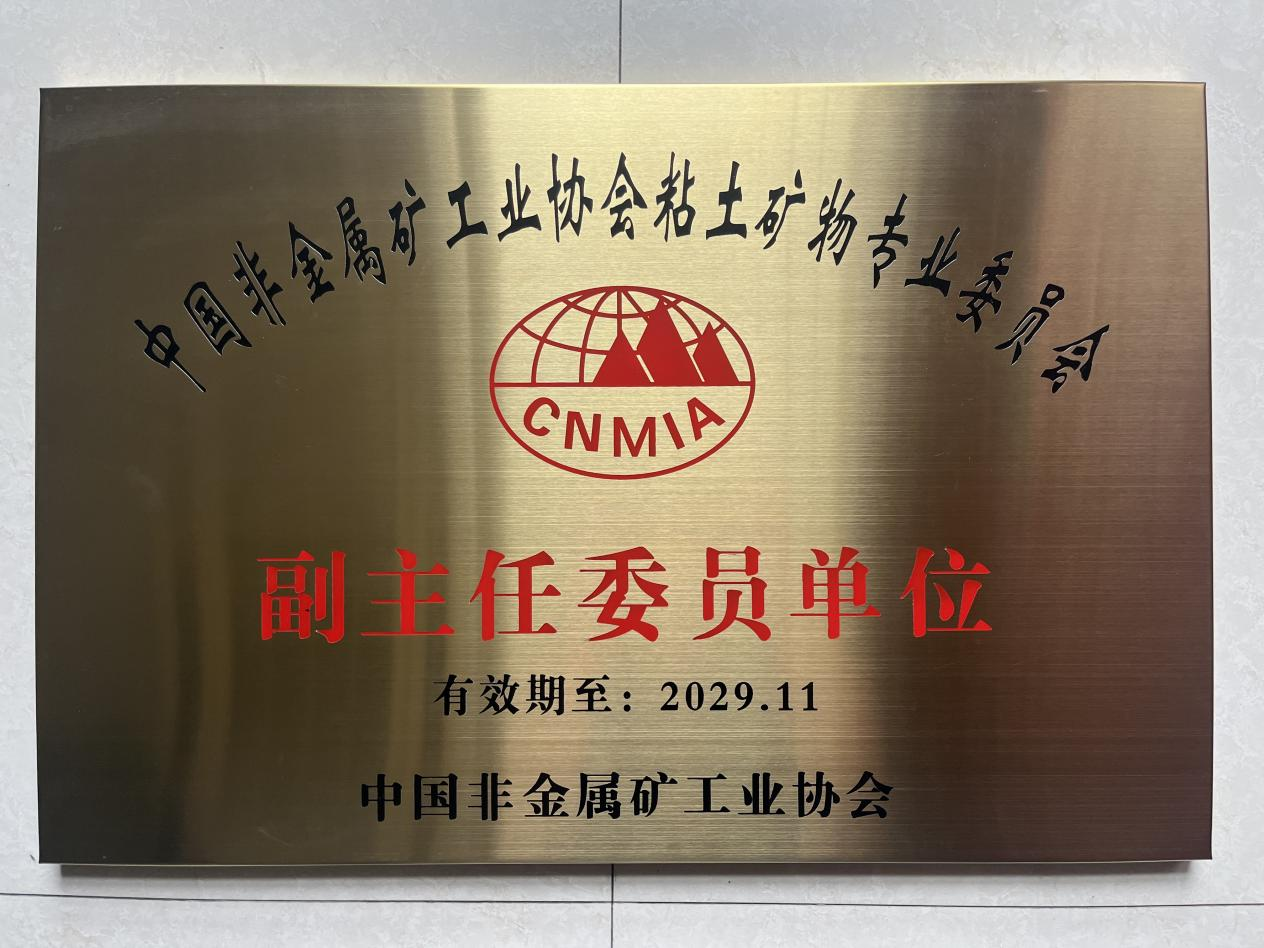 中国非金属矿工业协会粘土矿物专业委员会
CNMIA
副主任委员单位
有效期至：2029.11
中国非金属矿工业协会